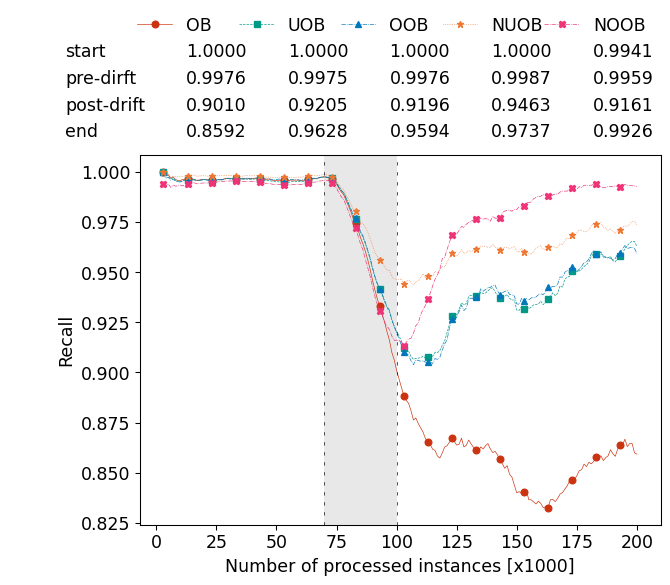 OB UOB OOB NUOB NOOB
start 1.0000 1.0000 1.0000 1.0000 0.9941
pre-dirft 0.9976 0.9975 0.9976 0.9987 0.9959
post-drift 0.9010 0.9205 0.9196 0.9463 0.9161
end 0.8592 0.9628 0.9594 0.9737 0.9926
1.000
0.975
0.950
0.925
0.900
0.875
0.850
0.825
Recall
0 25 50 75 100 125 150 175 200
Number of processed instances [x1000]